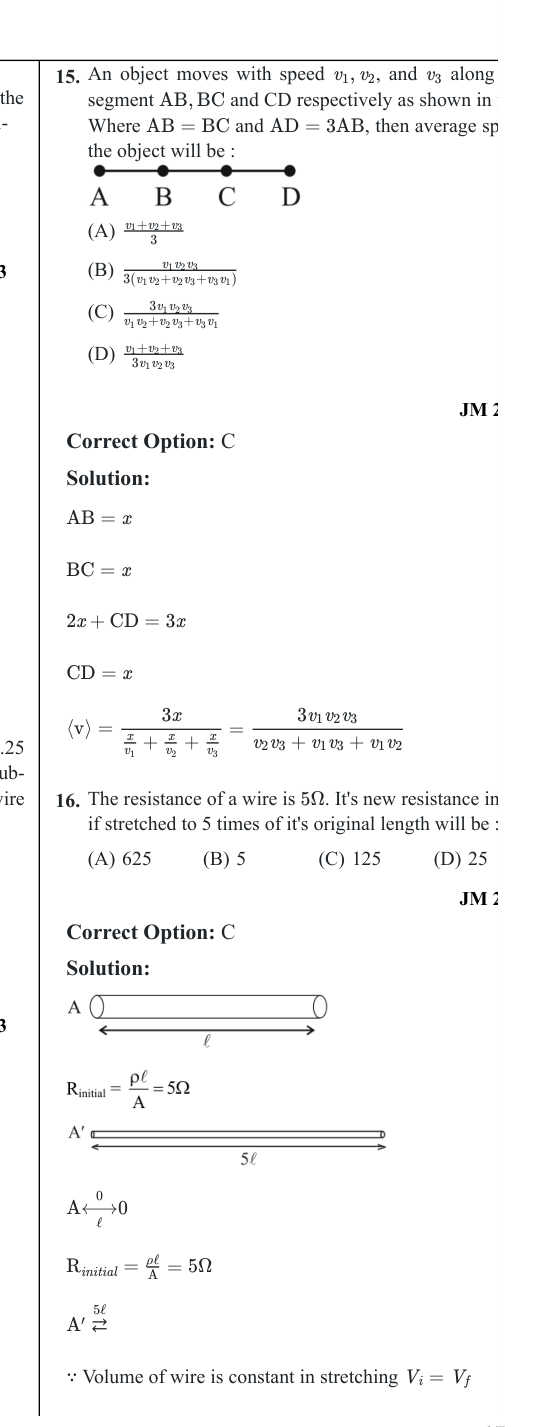 the
-
3
.25
ub-
vire
3
15. An object moves with speed v₁, v₂, and v₃ along
segment AB, BC and CD respectively as shown in
Where AB = BC and AD = 3AB, then average sp
the object will be :
A B C D
(A) (v₁+v₂+v₃)/3
(B) v₁v₂v₃/(3(v₁v₂+v₂v₃+v₃v₁))
(C) 3v₁v₂v₃/(v₁v₂+v₂v₃+v₃v₁)
(D) (v₁+v₂+v₃)/(3v₁v₂v₃)
JM 2
Correct Option: C
Solution:
AB = x
BC = x
2x + CD = 3x
CD = x
⟨v⟩ = 3x/(x/v₁ + x/v₂ + x/v₃) = 3v₁v₂v₃/(v₂v₃ + v₁v₃ + v₁v₂)
16. The resistance of a wire is 5Ω. It's new resistance in
if stretched to 5 times of it's original length will be :
(A) 625 (B) 5 (C) 125 (D) 25
JM 2
Correct Option: C
Solution:
A
ℓ
R_initial = ρℓ/A = 5Ω
A′
5ℓ
A ⟷ 0
0
ℓ
R_initial = ρℓ/A = 5Ω
A′ ⇄ 5ℓ
∵ Volume of wire is constant in stretching V_i = V_f